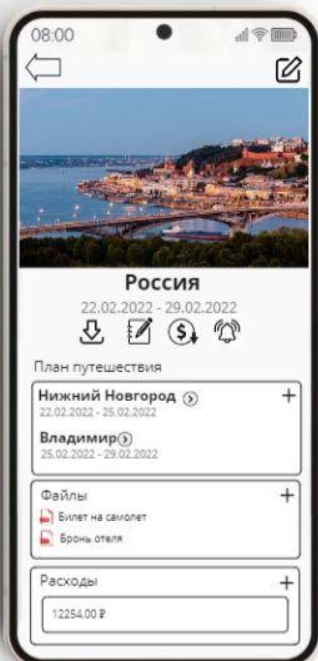 08:00
Россия
22.02.2022 - 29.02.2022
План путешествия
Нижний Новгород
22.02.2022 - 25.02.2022
Владимир
25.02.2022 - 29.02.2022
Файлы
Билет на самолет
Бронь отеля
Расходы
12254.00 ₽